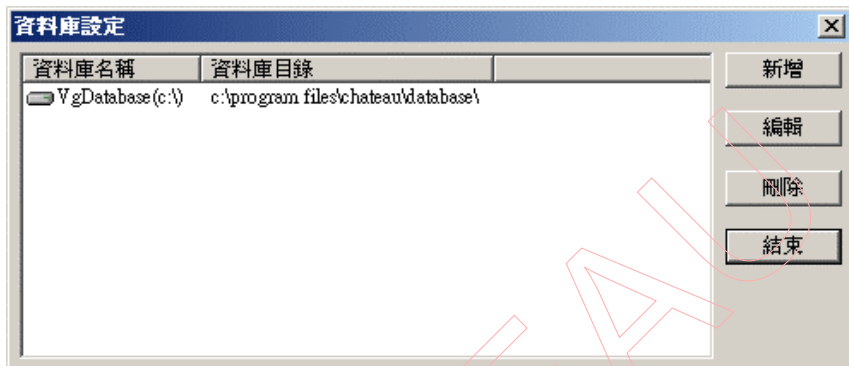 資料庫設定
資料庫名稱 資料庫目錄
VgDatabase(c:\) c:\program files\chateau\database\
新增
編輯
刪除
結束